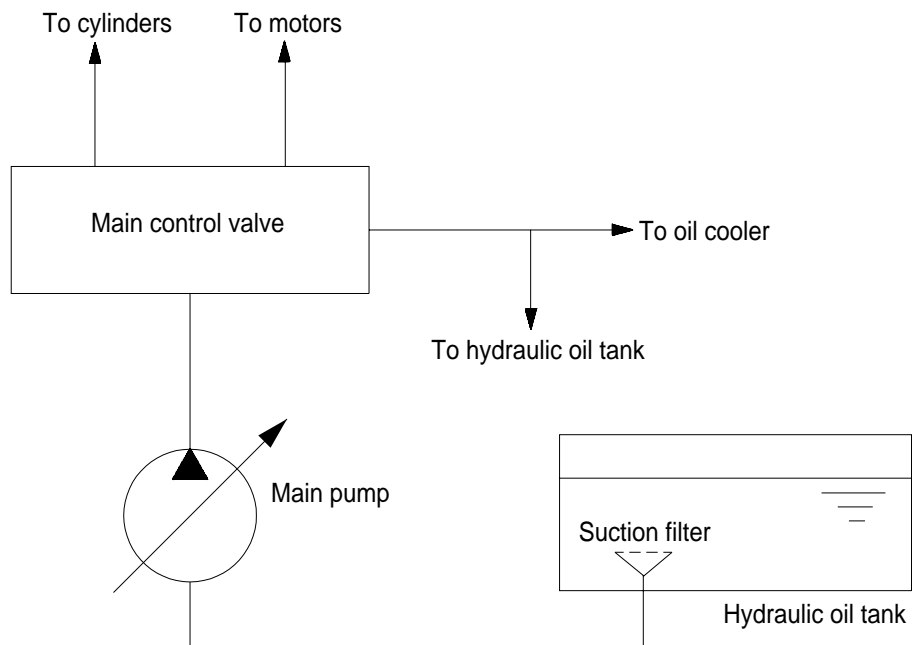 To cylinders
To motors
Main control valve
To oil cooler
To hydraulic oil tank
Main pump
Suction filter
Hydraulic oil tank